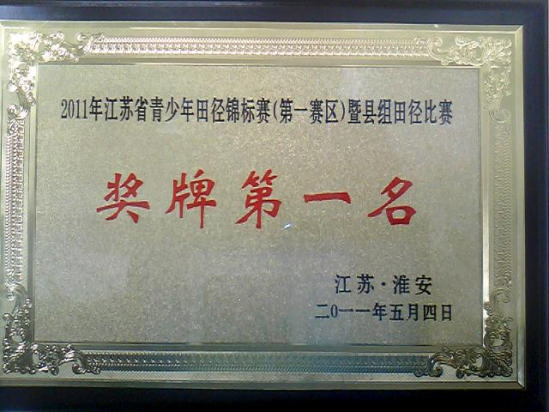 2011年江苏省青少年田径锦标赛(第一赛区)暨县组田径比赛
奖牌第一名
江苏·淮安
二〇一一年五月四日